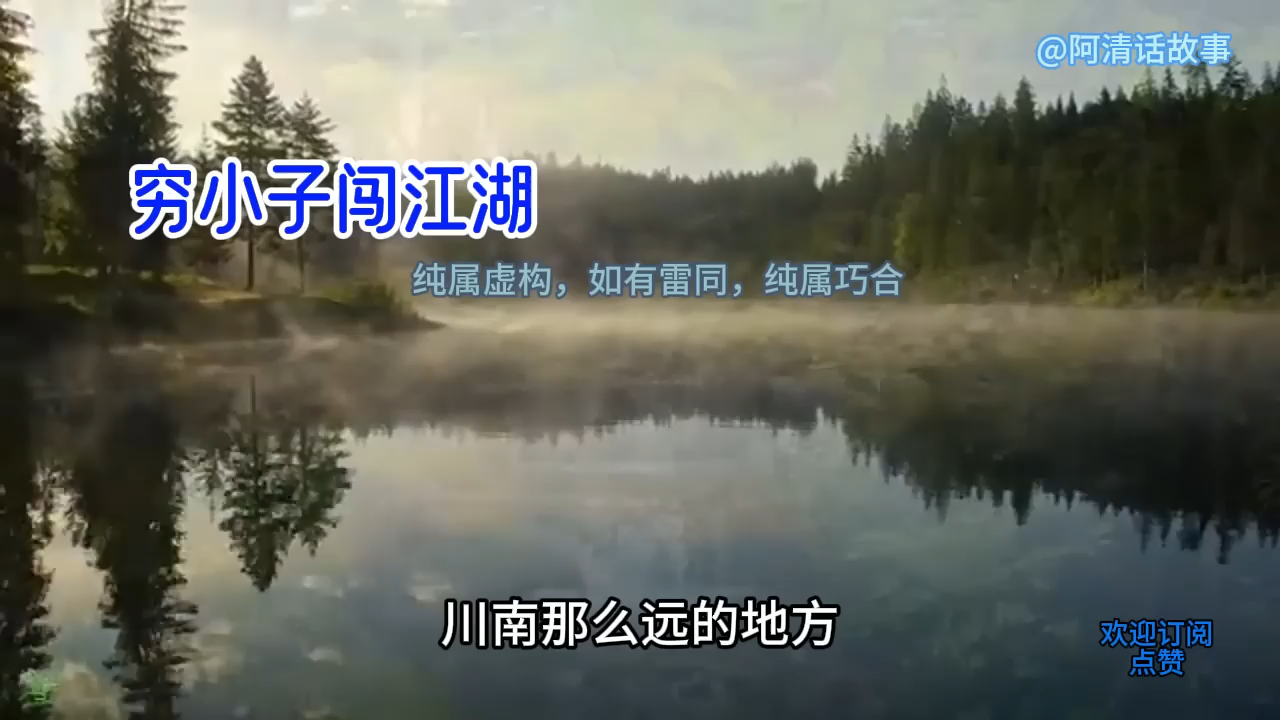 @阿清话故事
穷小子闯江湖
纯属虚构，如有雷同，纯属巧合
川南那么远的地方
欢迎订阅
点赞